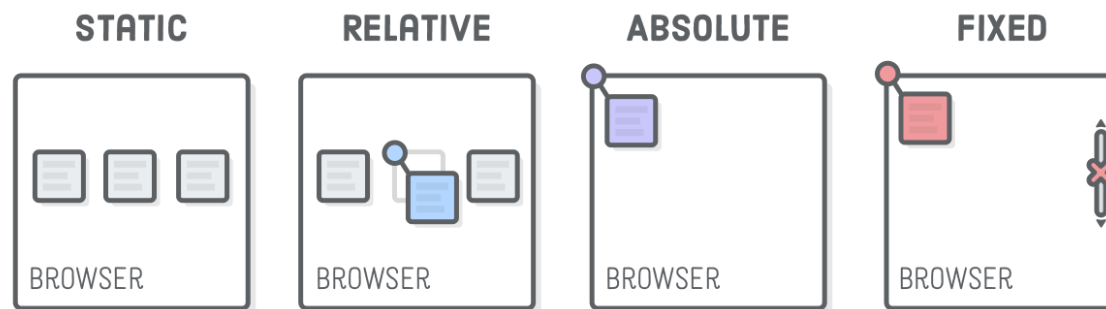 STATIC
RELATIVE
ABSOLUTE
FIXED
BROWSER
BROWSER
BROWSER
BROWSER